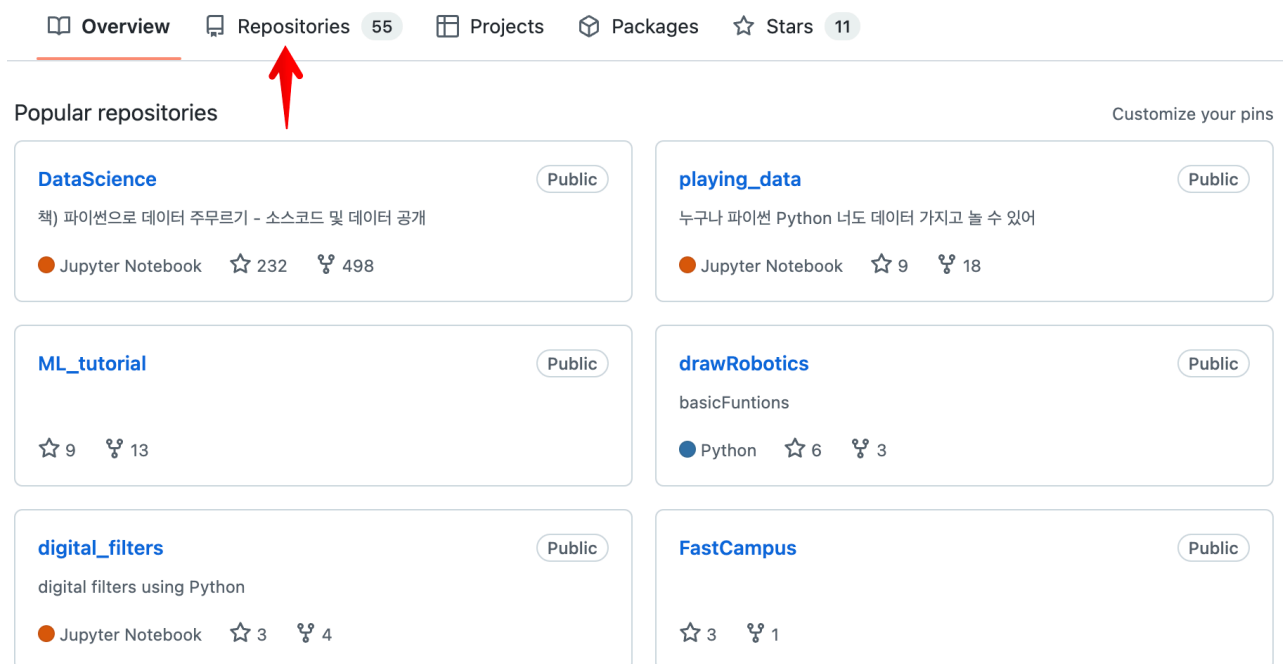 Overview Repositories 55 Projects Packages Stars 11
Popular repositories Customize your pins
DataScience Public
책) 파이썬으로 데이터 주무르기 - 소스코드 및 데이터 공개
Jupyter Notebook 232 498
playing_data Public
누구나 파이썬 Python 너도 데이터 가지고 놀 수 있어
Jupyter Notebook 9 18
ML_tutorial Public
9 13
drawRobotics Public
basicFuntions
Python 6 3
digital_filters Public
digital filters using Python
Jupyter Notebook 3 4
FastCampus Public
3 1